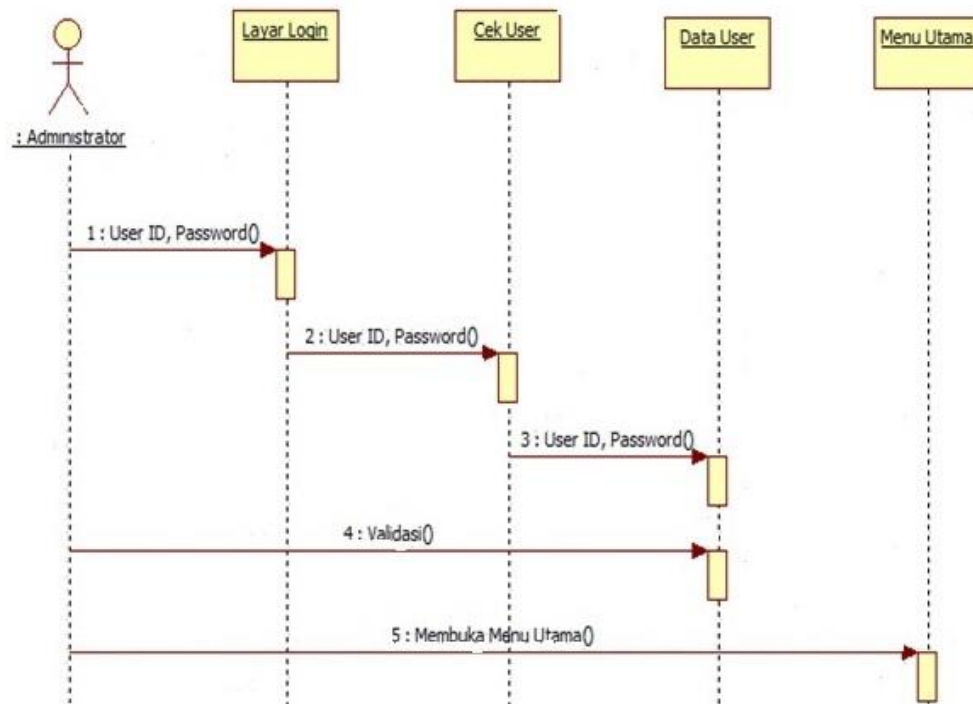 Layar Login
Cek User
Data User
Menu Utama
: Administrator
1 : User ID, Password()
2 : User ID, Password()
3 : User ID, Password()
4 : Validasi()
5 : Membuka Menu Utama()